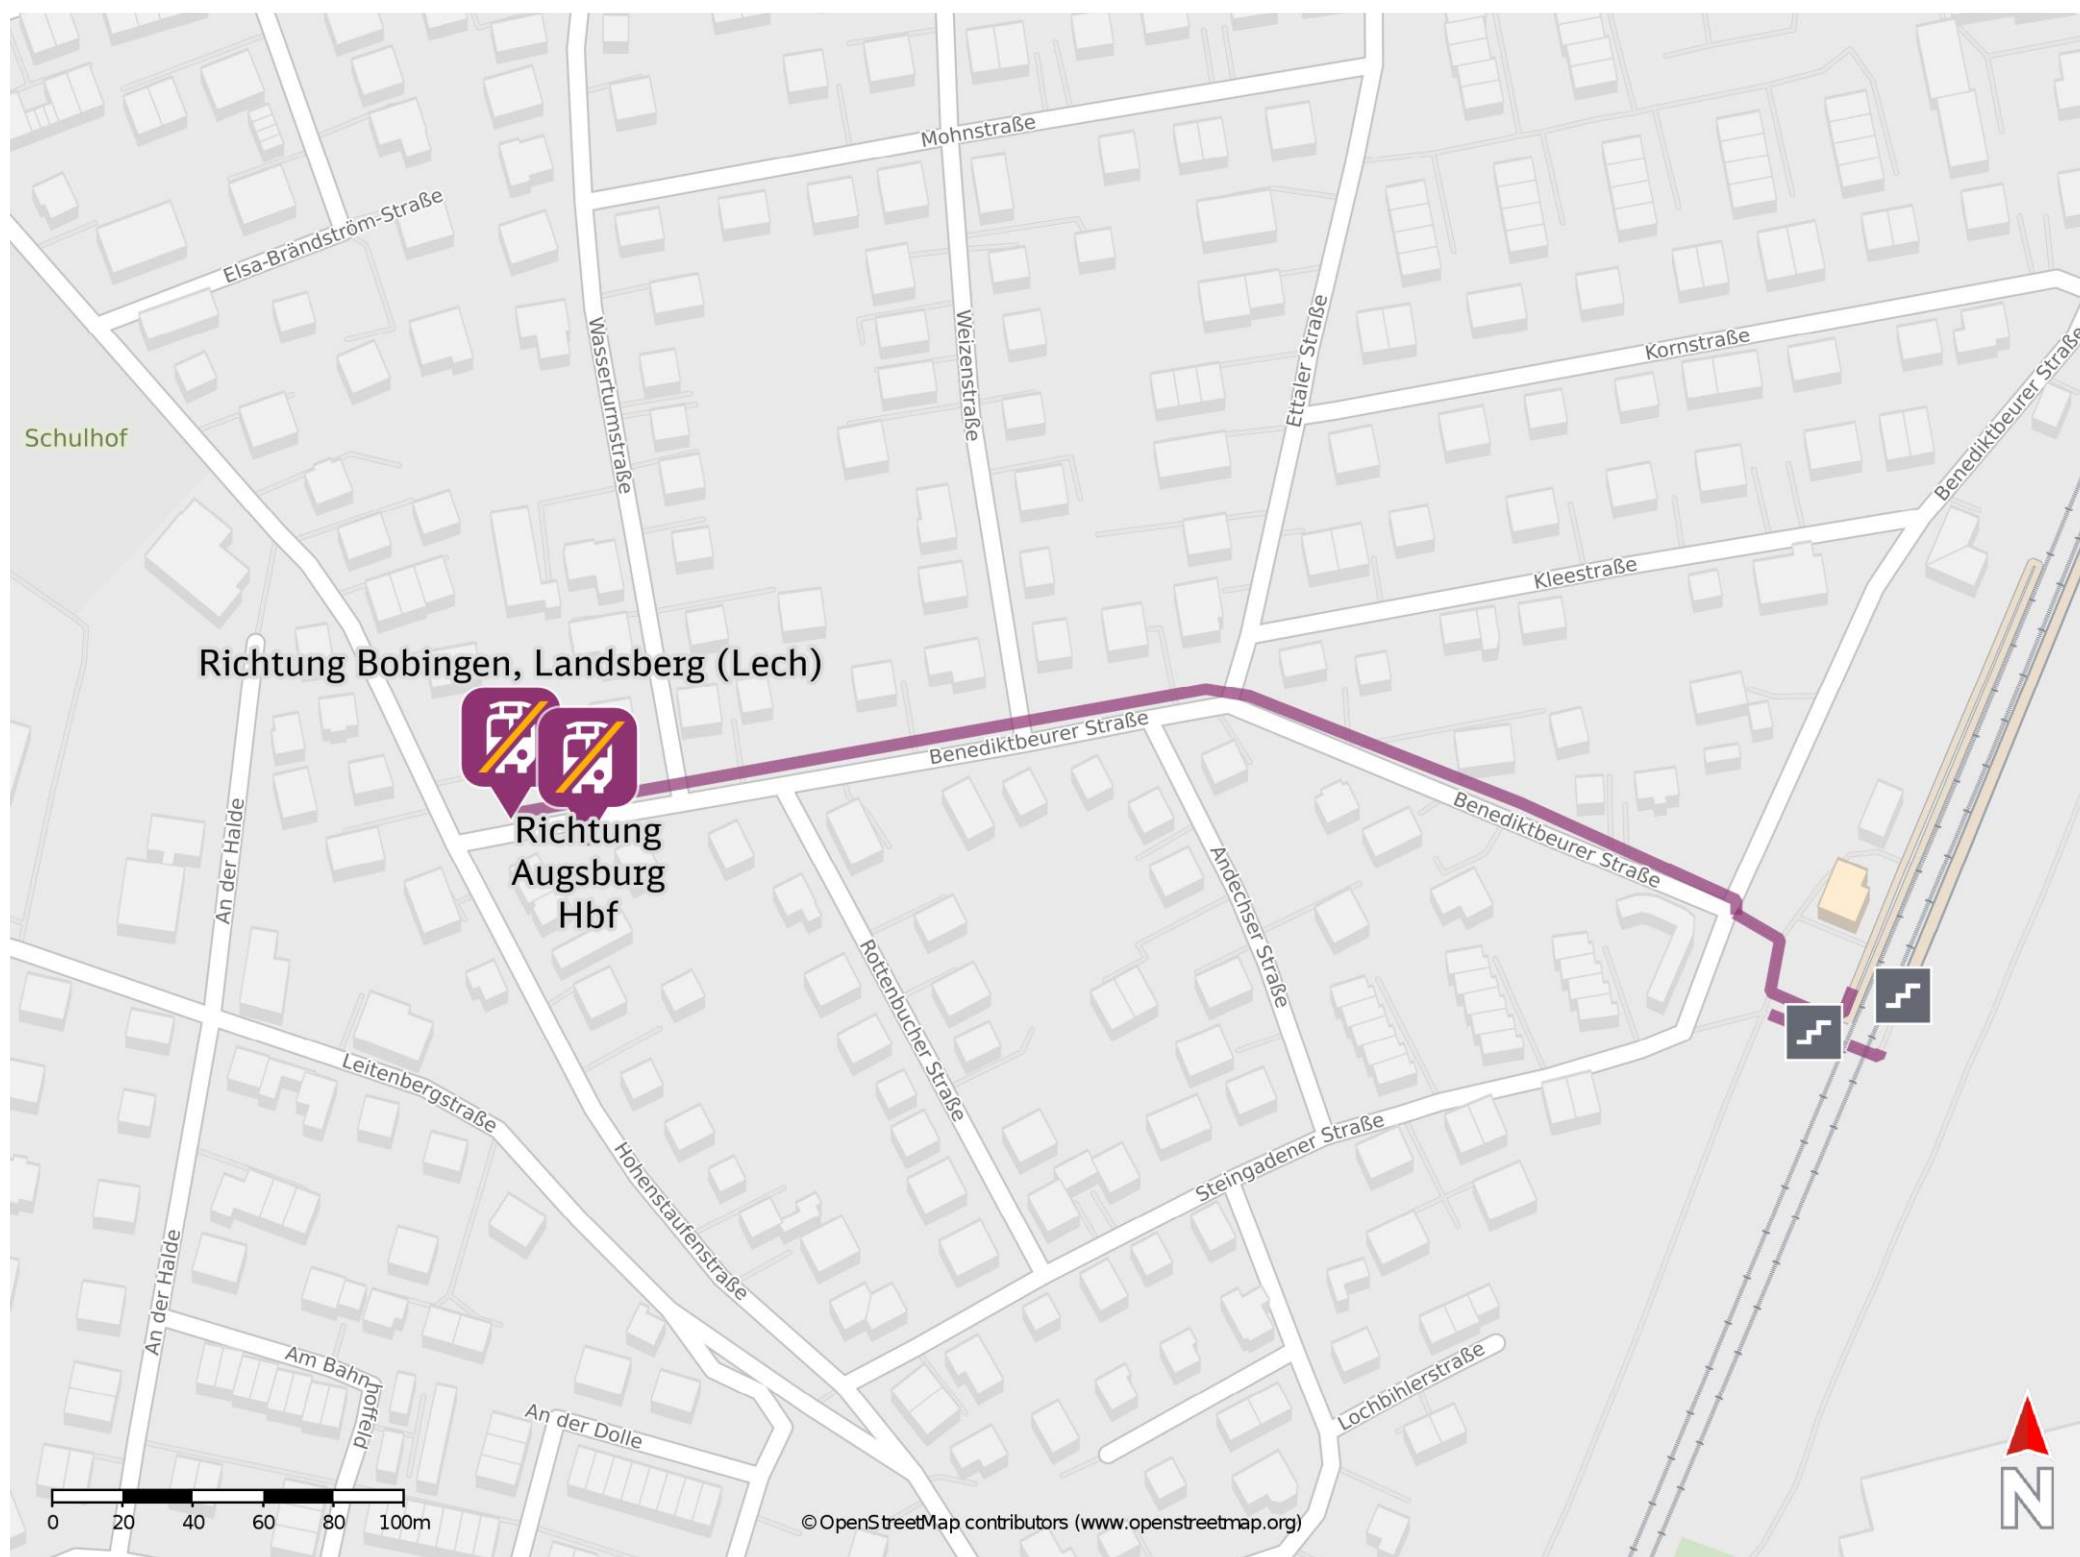 Mohnstraße
Elsa-Brändström-Straße
Wasserturmstraße
Weizenstraße
Ettaler Straße
Kornstraße
Benediktbeurer Straße
Schulhof
Kleestraße
Richtung Bobingen, Landsberg (Lech)
Benediktbeurer Straße
Richtung
Augsburg
Hbf
An der Halde
Benediktbeurer Straße
Andechser Straße
Rottenbucher Straße
Leitenbergstraße
Hohenstaufenstraße
Steingadener Straße
An der Halde
Am Bahnhoffeld
An der Dolle
Lochbihlerstraße
0 20 40 60 80 100m
© OpenStreetMap contributors (www.openstreetmap.org)
N